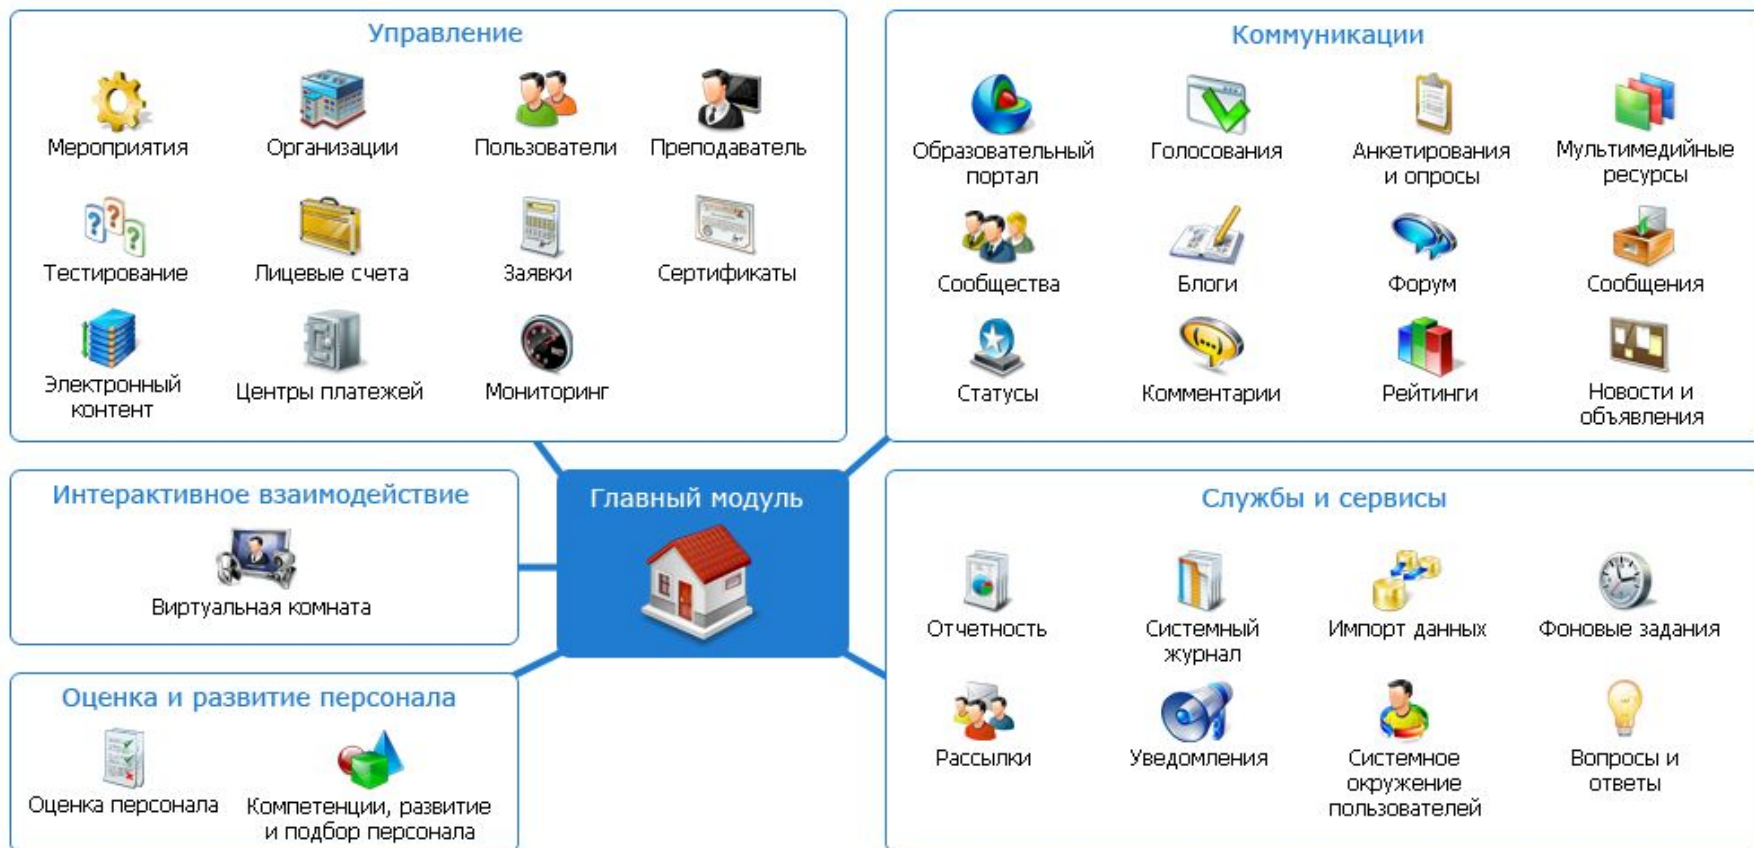 Управление
Мероприятия
Организации
Пользователи
Преподаватель
Тестирование
Лицевые счета
Заявки
Сертификаты
Электронный
контент
Центры платежей
Мониторинг
Коммуникации
Образовательный
портал
Голосования
Анкетирования
и опросы
Мультимедийные
ресурсы
Сообщества
Блоги
Форум
Сообщения
Статусы
Комментарии
Рейтинги
Новости и
объявления
Интерактивное взаимодействие
Виртуальная комната
Главный модуль
Оценка и развитие персонала
Оценка персонала
Компетенции, развитие
и подбор персонала
Службы и сервисы
Отчетность
Системный
журнал
Импорт данных
Фоновые задания
Рассылки
Уведомления
Системное
окружение
пользователей
Вопросы и
ответы